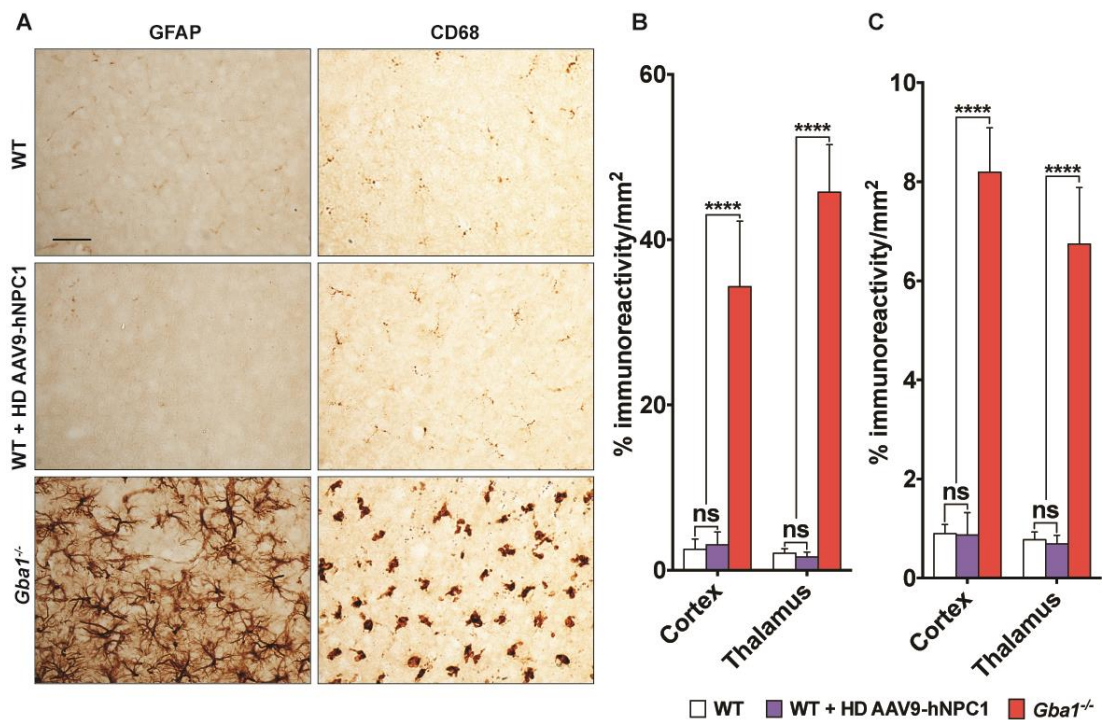 A
GFAP
CD68
WT
WT + HD AAV9-hNPC1
Gba1-/-
B
% immunoreactivity/mm2
60
40
20
0
ns
****
ns
****
Cortex
Thalamus
C
% immunoreactivity/mm2
10
8
6
4
2
0
ns
****
ns
****
Cortex
Thalamus
WT
WT + HD AAV9-hNPC1
Gba1-/-